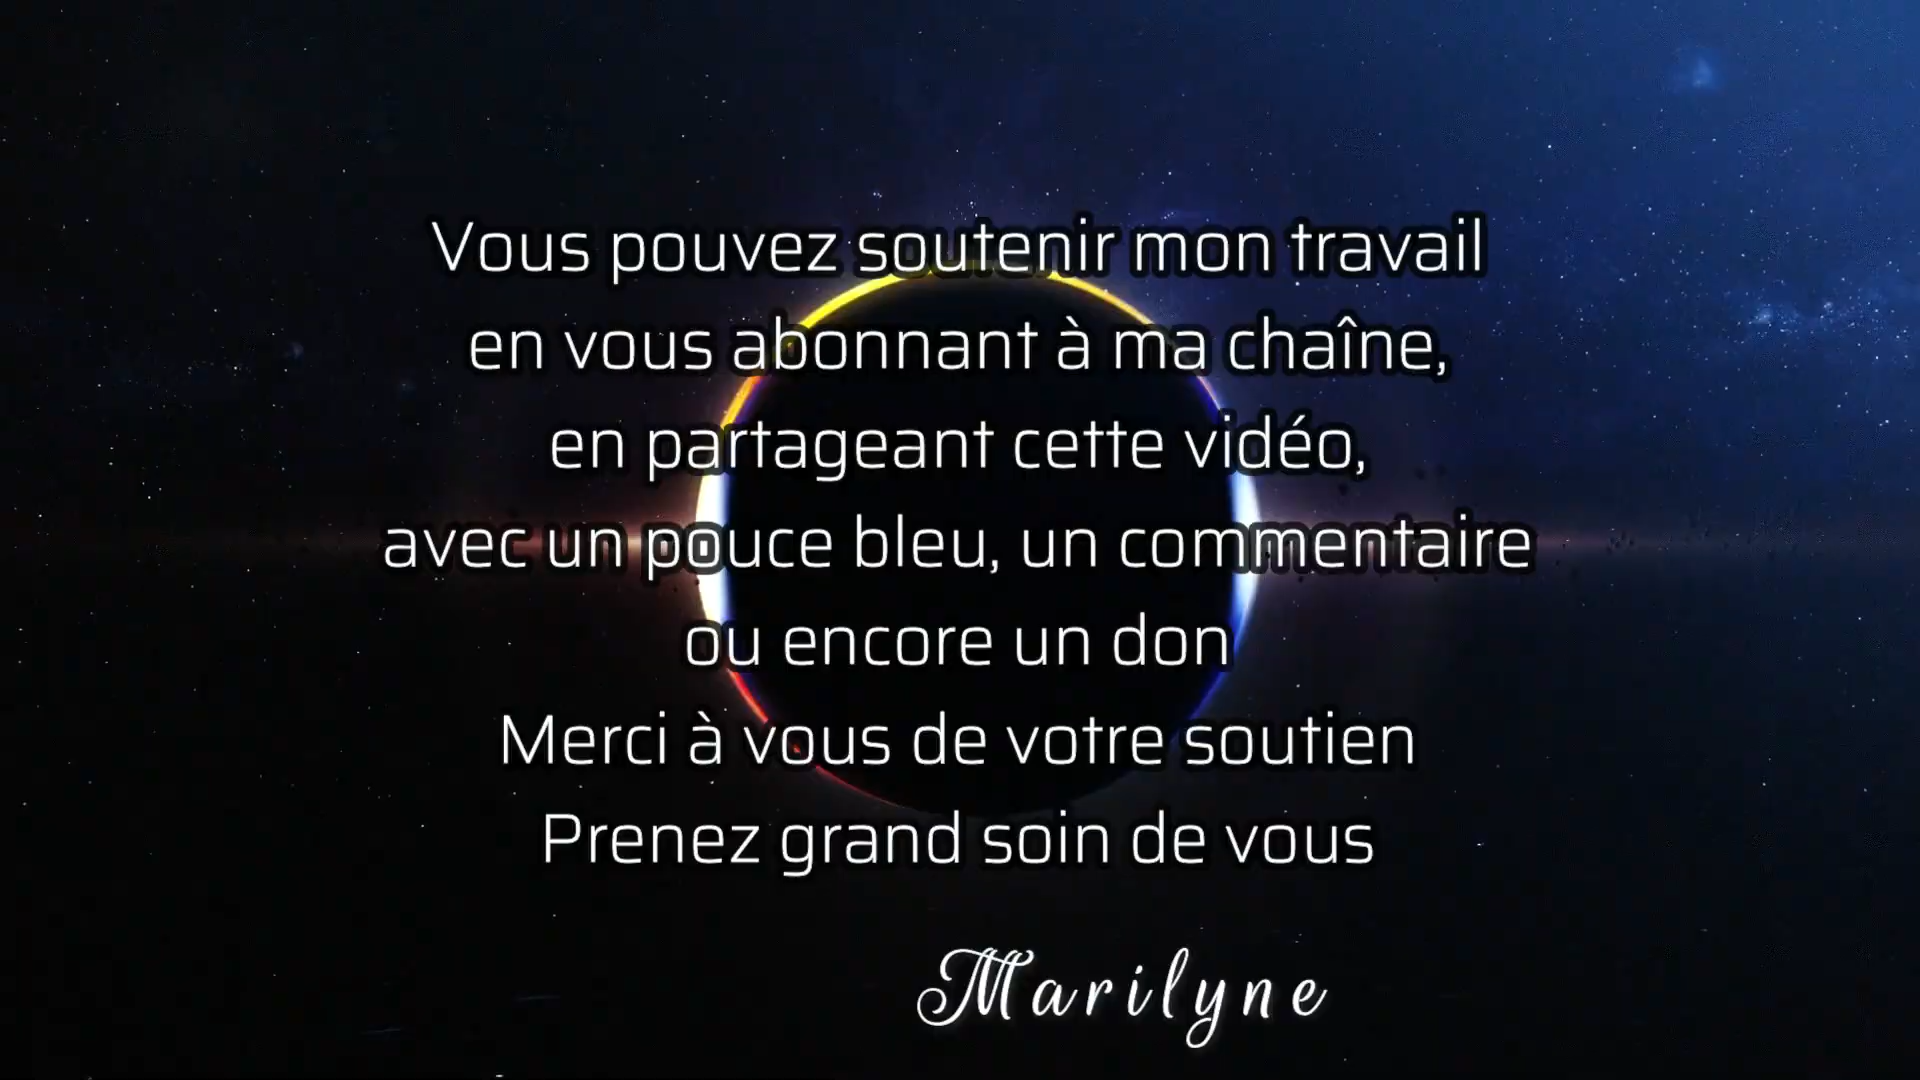 Vous pouvez soutenir mon travail
en vous abonnant à ma chaîne,
en partageant cette vidéo,
avec un pouce bleu, un commentaire
ou encore un don
Merci à vous de votre soutien
Prenez grand soin de vous
Marilyne